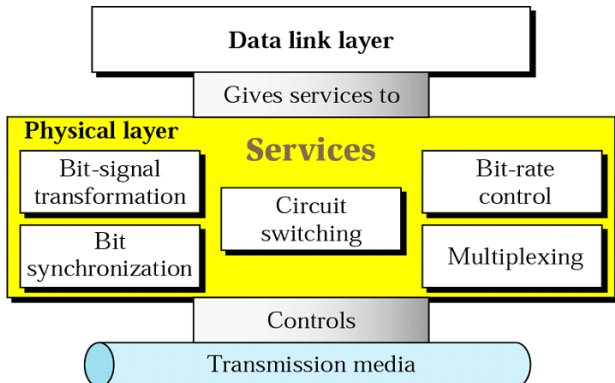 Data link layer
Gives services to
Physical layer
Services
Bit-signal
transformation
Bit-rate
control
Circuit
switching
Bit
synchronization
Multiplexing
Controls
Transmission media